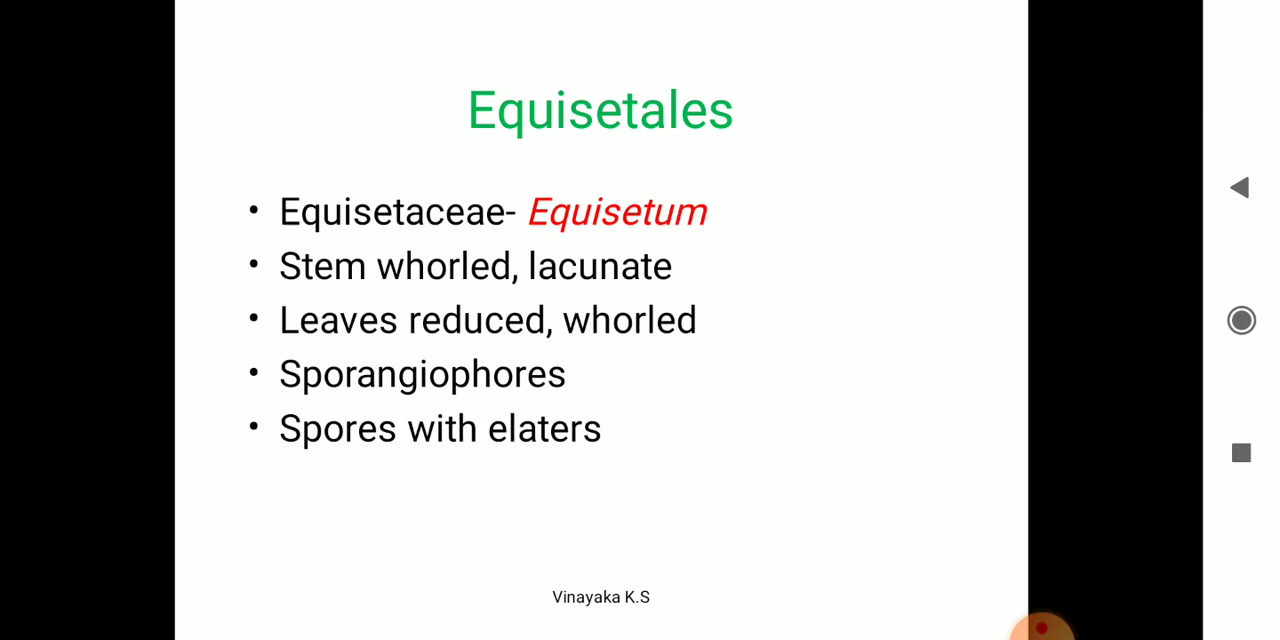 Equisetales
• Equisetaceae- Equisetum
• Stem whorled, lacunate
• Leaves reduced, whorled
• Sporangiophores
• Spores with elaters
Vinayaka K.S